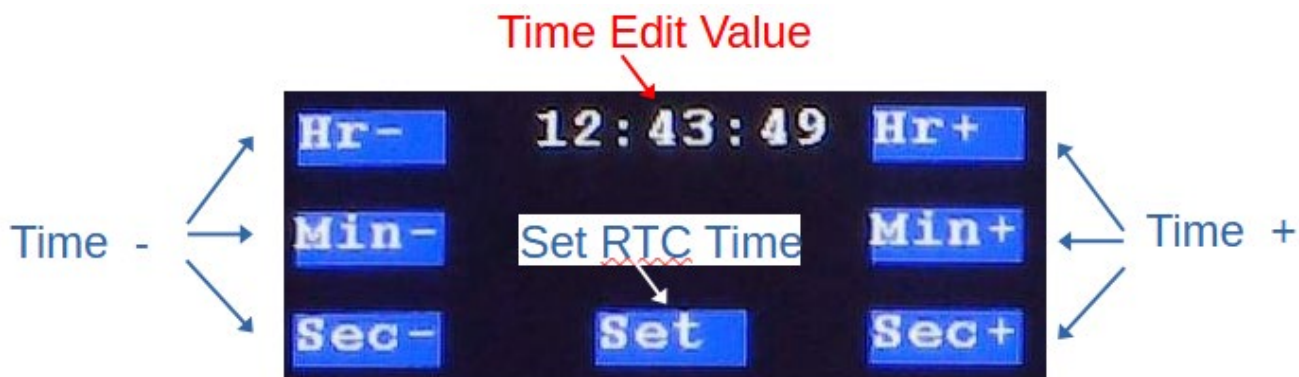 Time Edit Value
Hr- 12:43:49 Hr+
Time - Min- Set RTC Time Min+ Time +
Sec- Set Sec+